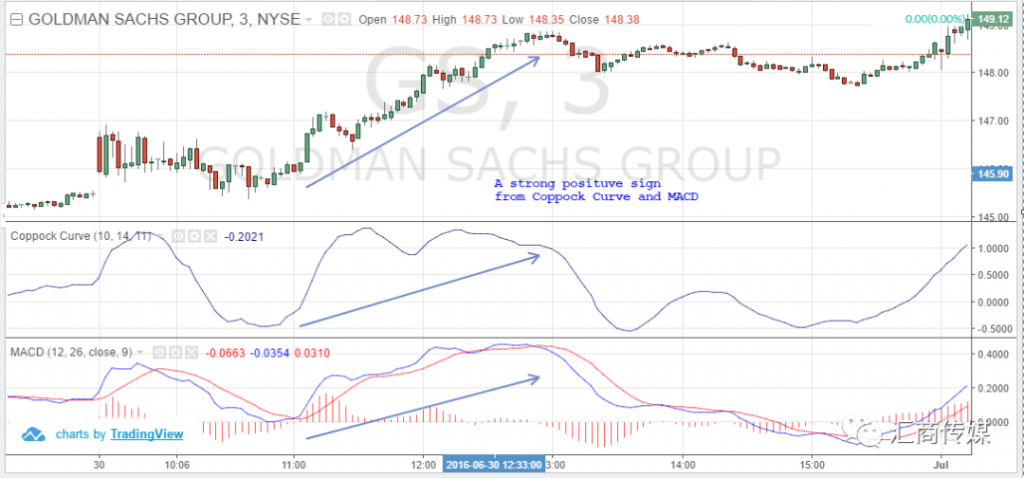 GOLDMAN SACHS GROUP, 3, NYSE Open 148.73 High 148.73 Low 148.35 Close 148.38
0.00(0.00%)
149.12
149.00
GS, 3
148.00
147.00
GOLDMAN SACHS GROUP
146.00
145.90
A strong posituve sign
from Coppock Curve and MACD
145.00
Coppock Curve (10, 14, 11) -0.2021
1.0000
0.5000
0.0000
-0.5000
MACD (12, 26, close, 9) -0.0663 -0.0354 0.0310
0.4000
0.2000
0.0000
charts by TradingView
汇商传媒
30 10:06 11:00 12:00 2016-06-30 12:33:00 3:00 14:00 15:00 Jul